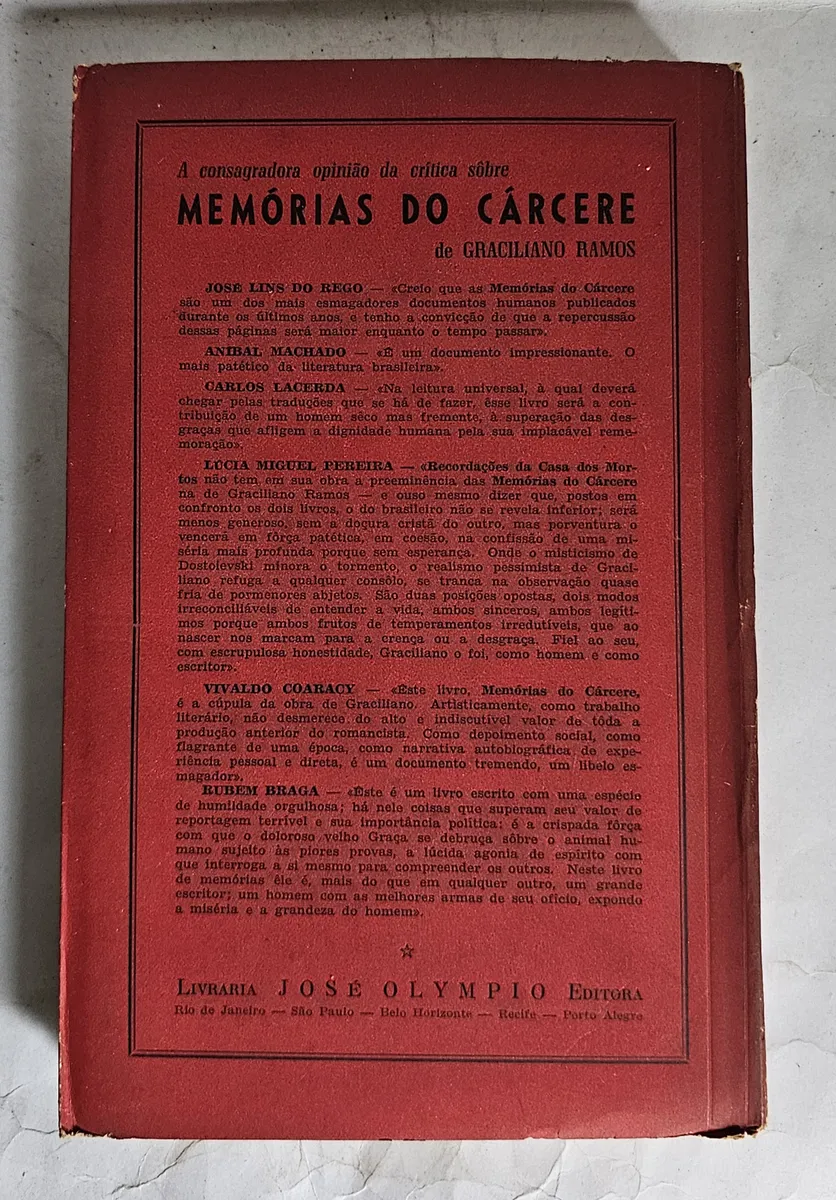 A consagradora opinião da crítica sôbre
MEMÓRIAS DO CÁRCERE
de GRACILIANO RAMOS
JOSÉ LINS DO REGO — «Creio que as Memórias do Cárcere
são um dos mais esmagadores documentos humanos publicados
durante os últimos anos, e tenho a convicção de que a repercussão
dessas páginas será maior enquanto o tempo passar».
ANÍBAL MACHADO — «É um documento impressionante. O
mais patético da literatura brasileira».
CARLOS LACERDA — «Na leitura universal, à qual deverá
chegar pelas traduções que se há de fazer, êsse livro será a con-
tribuição de um homem sêco mas fremente, à superação das des-
graças que afligem a dignidade humana pela sua implacável reme-
moração».
LÚCIA MIGUEL PEREIRA — «Recordações da Casa dos Mor-
tos não tem em sua obra a preeminência das Memórias do Cárcere
na de Graciliano Ramos — e ouso mesmo dizer que, postos em
confronto os dois livros, o do brasileiro não se revela inferior; será
menos generoso, sem a doçura cristã do outro, mas porventura o
vencerá em fôrça patética, em coesão, na confissão de uma mi-
séria mais profunda porque sem esperança. Onde o misticismo de
Dostoievski minora o tormento, o realismo pessimista de Graci-
liano refuga a qualquer consôlo, se tranca na observação quase
fria de pormenores abjetos. São duas posições opostas, dois modos
irreconciliáveis de entender a vida, ambos sinceros, ambos legíti-
mos porque ambos frutos de temperamentos irredutíveis, que ao
nascer nos marcam para a crença ou a desgraça. Fiel ao seu,
com escrupulosa honestidade, Graciliano o foi, como homem e como
escritor».
VIVALDO COARACY — «Êste livro, Memórias do Cárcere,
é a cúpula da obra de Graciliano. Artìsticamente, como trabalho
literário, não desmerece do alto e indiscutível valor de tôda a
produção anterior do romancista. Como depoimento social, como
flagrante de uma época, como narrativa autobiográfica de expe-
riência pessoal e direta, é um documento tremendo, um libelo es-
magador».
RUBEM BRAGA — «Êste é um livro escrito com uma espécie
de humildade orgulhosa; há nele coisas que superam seu valor de
reportagem terrível e sua importância política: é a crispada fôrça
com que o doloroso velho Graça se debruça sôbre o animal hu-
mano sujeito às piores provas, a lúcida agonia de espírito com
que interroga a si mesmo para compreender os outros. Neste livro
de memórias êle é, mais do que em qualquer outro, um grande
escritor; um homem com as melhores armas de seu ofício, expondo
a miséria e a grandeza do homem».
LIVRARIA JOSÉ OLYMPIO EDITORA
Rio de Janeiro — São Paulo — Belo Horizonte — Recife — Porto Alegre